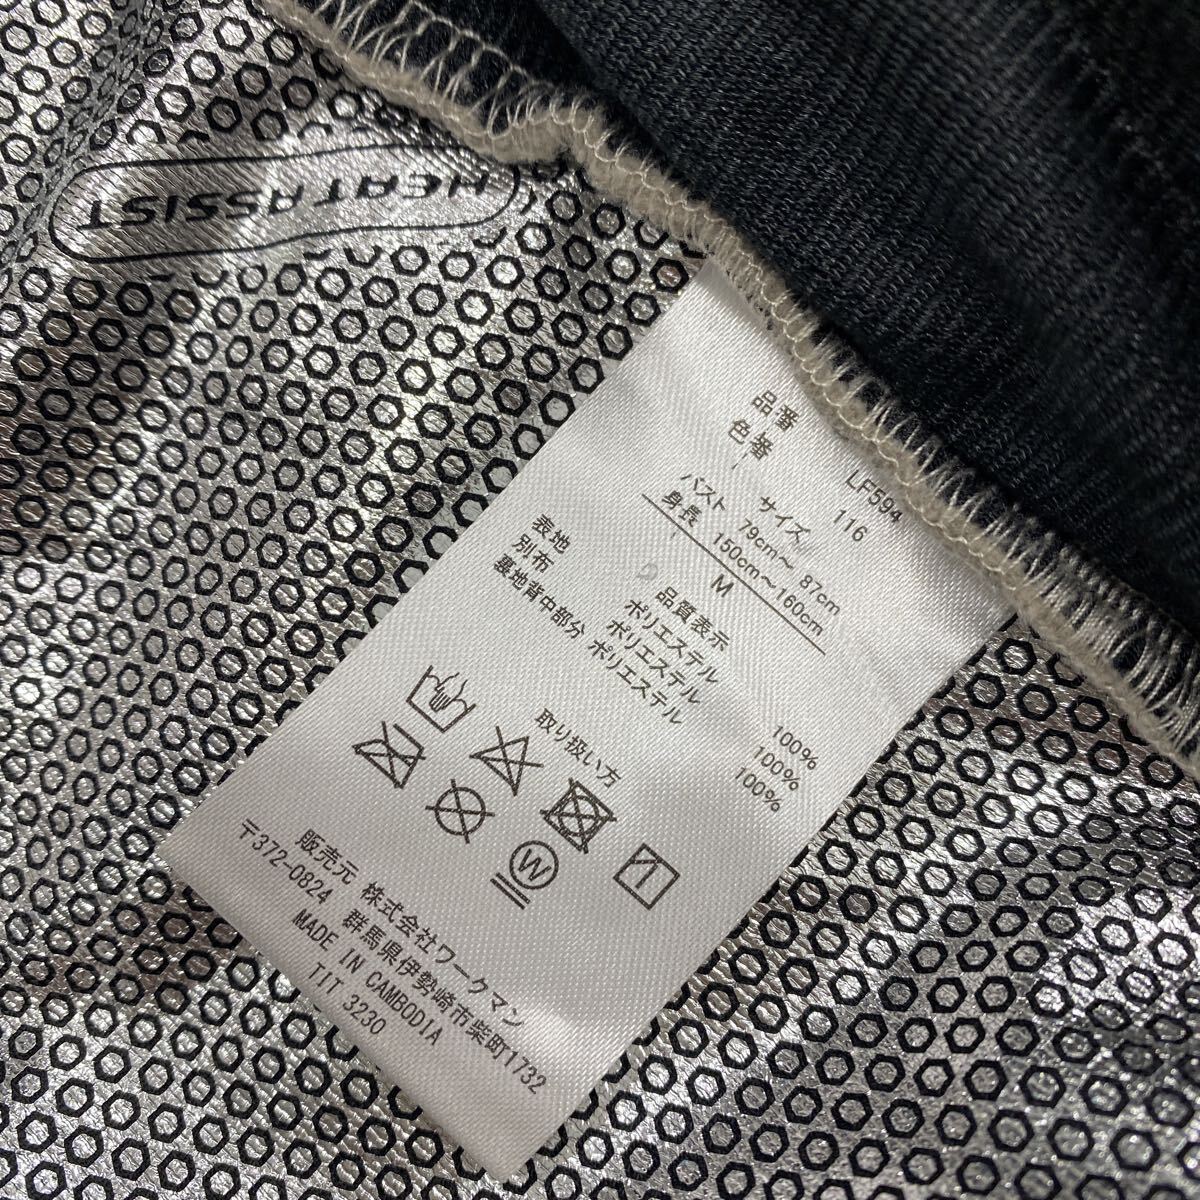 HEATASSIST
品番 LF594
色番 116
サイズ M
バスト 79cm～ 87cm
身長 150cm～160cm
品質表示
表地 ポリエステル 100%
別布 ポリエステル 100%
裏地背中部分 ポリエステル 100%
取り扱い方
W
販売元 株式会社ワークマン
〒372-0824 群馬県伊勢崎市柴町1732
MADE IN CAMBODIA
TIT 3230